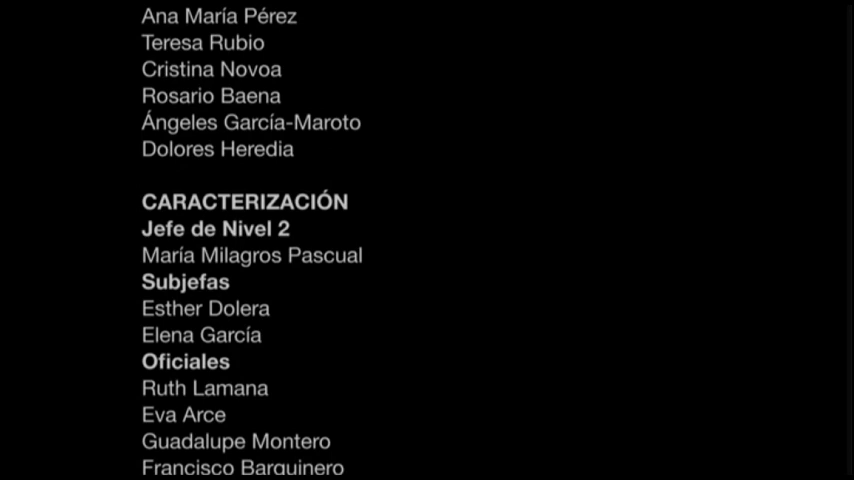 Ana María Pérez
Teresa Rubio
Cristina Novoa
Rosario Baena
Ángeles García-Maroto
Dolores Heredia
CARACTERIZACIÓN
Jefe de Nivel 2
María Milagros Pascual
Subjefas
Esther Dolera
Elena García
Oficiales
Ruth Lamana
Eva Arce
Guadalupe Montero
Francisco Barquinero